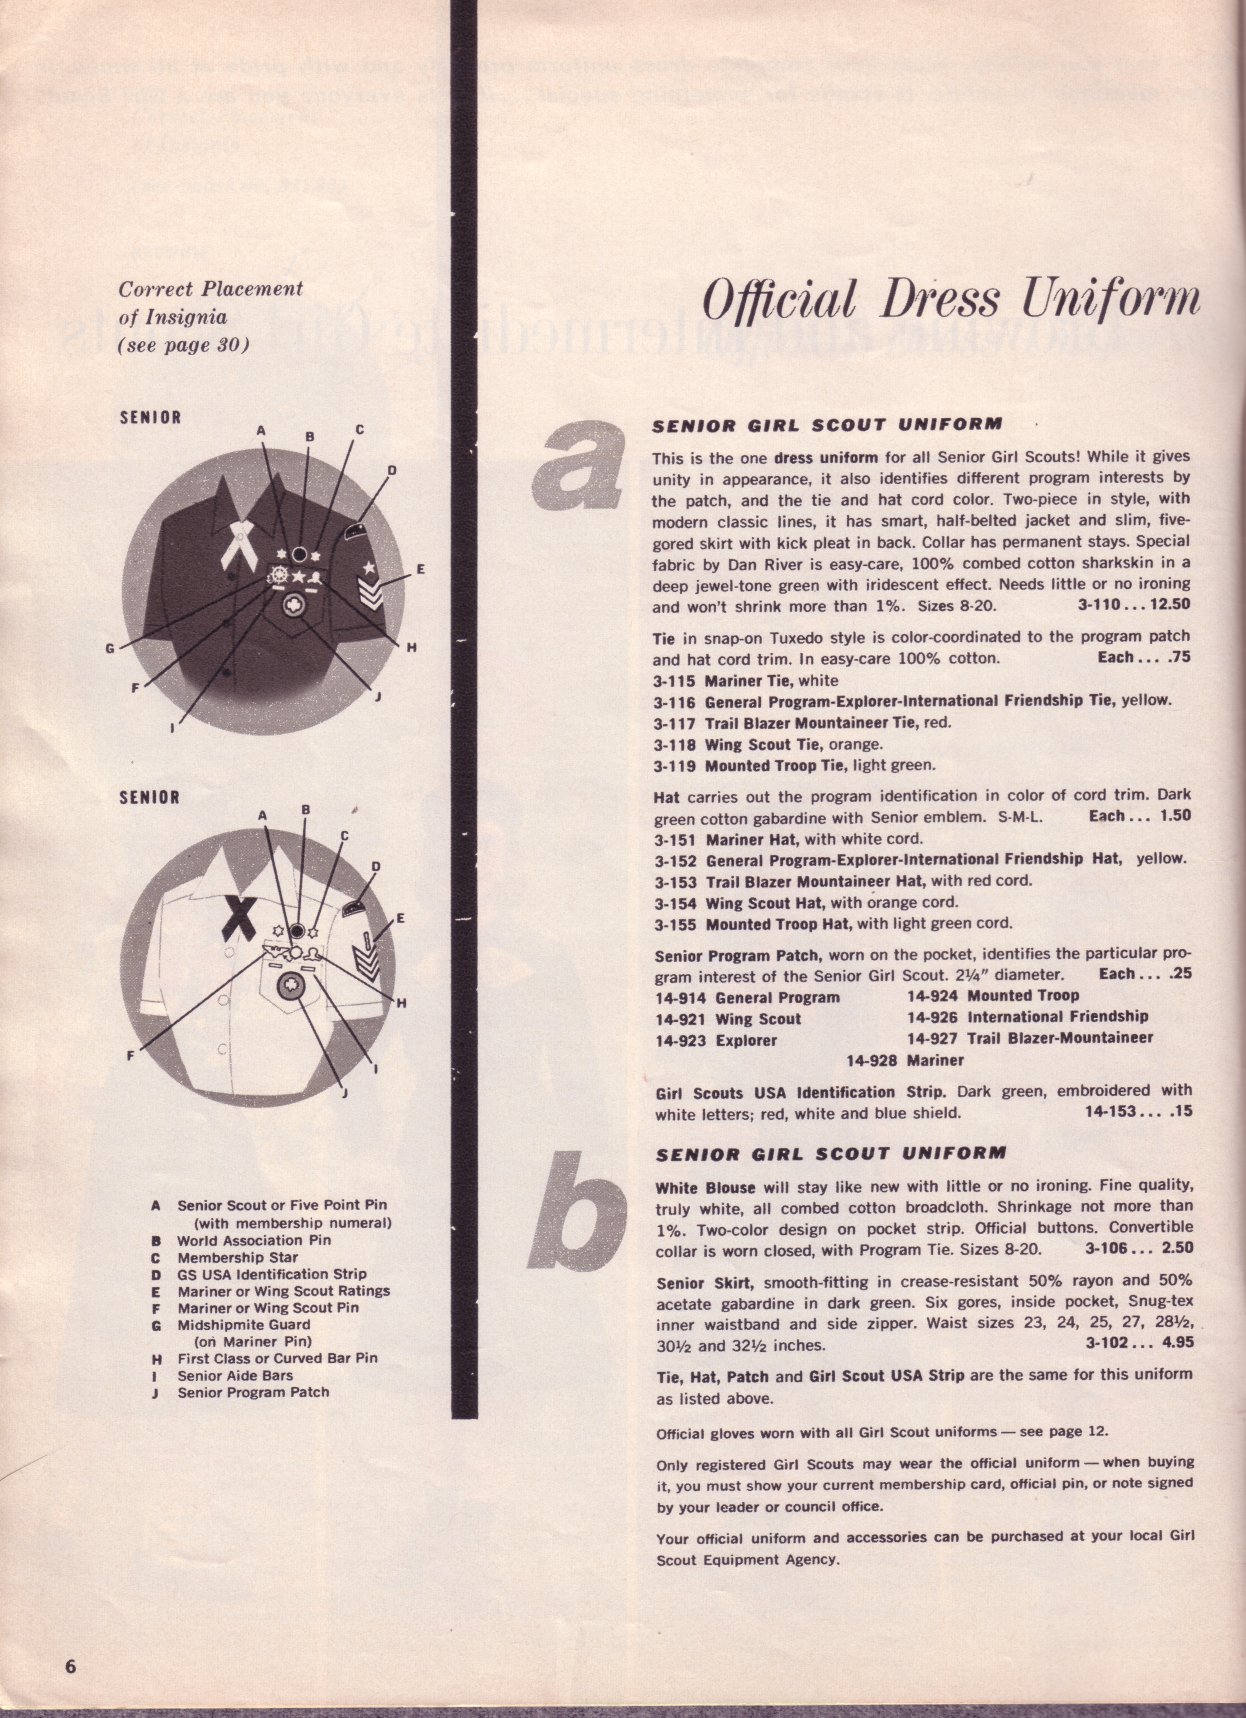 Correct Placement
of Insignia
(see page 30)
SENIOR
A
B
C
D
E
G
H
F
J
I
SENIOR
A
B
C
D
E
H
F
I
J
A Senior Scout or Five Point Pin
(with membership numeral)
B World Association Pin
C Membership Star
D GS USA Identification Strip
E Mariner or Wing Scout Ratings
F Mariner or Wing Scout Pin
G Midshipmite Guard
(on Mariner Pin)
H First Class or Curved Bar Pin
I Senior Aide Bars
J Senior Program Patch
6
Official Dress Uniform
a
SENIOR GIRL SCOUT UNIFORM
This is the one dress uniform for all Senior Girl Scouts! While it gives
unity in appearance, it also identifies different program interests by
the patch, and the tie and hat cord color. Two-piece in style, with
modern classic lines, it has smart, half-belted jacket and slim, five-
gored skirt with kick pleat in back. Collar has permanent stays. Special
fabric by Dan River is easy-care, 100% combed cotton sharkskin in a
deep jewel-tone green with iridescent effect. Needs little or no ironing
and won't shrink more than 1%. Sizes 8-20. 3-110... 12.50
Tie in snap-on Tuxedo style is color-coordinated to the program patch
and hat cord trim. In easy-care 100% cotton. Each... .75
3-115 Mariner Tie, white
3-116 General Program-Explorer-International Friendship Tie, yellow.
3-117 Trail Blazer Mountaineer Tie, red.
3-118 Wing Scout Tie, orange.
3-119 Mounted Troop Tie, light green.
Hat carries out the program identification in color of cord trim. Dark
green cotton gabardine with Senior emblem. S-M-L. Each... 1.50
3-151 Mariner Hat, with white cord.
3-152 General Program-Explorer-International Friendship Hat, yellow.
3-153 Trail Blazer Mountaineer Hat, with red cord.
3-154 Wing Scout Hat, with orange cord.
3-155 Mounted Troop Hat, with light green cord.
Senior Program Patch, worn on the pocket, identifies the particular pro-
gram interest of the Senior Girl Scout. 2¼" diameter. Each... .25
14-914 General Program 14-924 Mounted Troop
14-921 Wing Scout 14-926 International Friendship
14-923 Explorer 14-927 Trail Blazer-Mountaineer
14-928 Mariner
Girl Scouts USA Identification Strip. Dark green, embroidered with
white letters; red, white and blue shield. 14-153... .15
b
SENIOR GIRL SCOUT UNIFORM
White Blouse will stay like new with little or no ironing. Fine quality,
truly white, all combed cotton broadcloth. Shrinkage not more than
1%. Two-color design on pocket strip. Official buttons. Convertible
collar is worn closed, with Program Tie. Sizes 8-20. 3-106... 2.50
Senior Skirt, smooth-fitting in crease-resistant 50% rayon and 50%
acetate gabardine in dark green. Six gores, inside pocket, Snug-tex
inner waistband and side zipper. Waist sizes 23, 24, 25, 27, 28½,
30½ and 32½ inches. 3-102... 4.95
Tie, Hat, Patch and Girl Scout USA Strip are the same for this uniform
as listed above.
Official gloves worn with all Girl Scout uniforms — see page 12.
Only registered Girl Scouts may wear the official uniform — when buying
it, you must show your current membership card, official pin, or note signed
by your leader or council office.
Your official uniform and accessories can be purchased at your local Girl
Scout Equipment Agency.